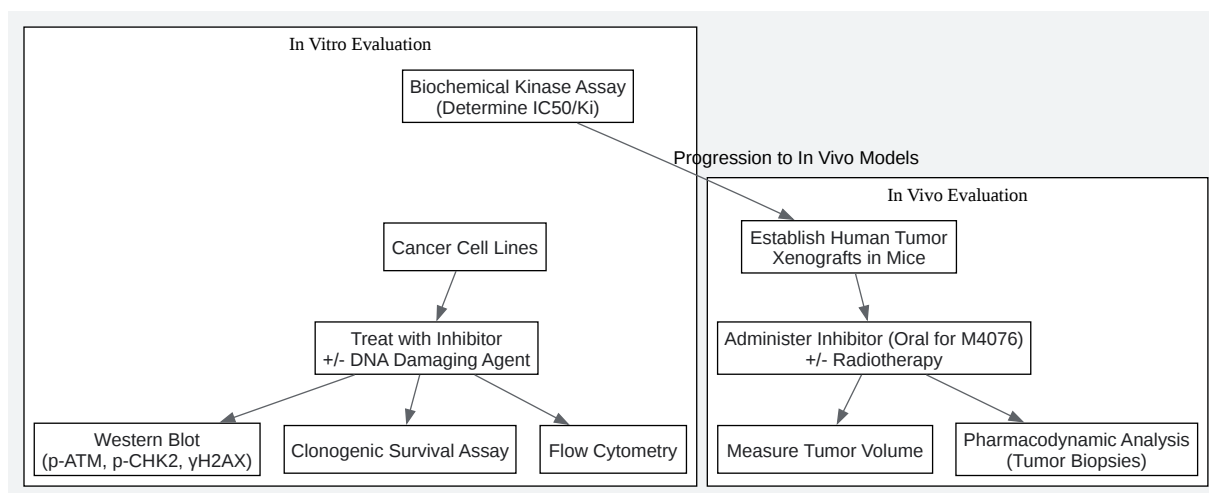 In Vitro Evaluation
Biochemical Kinase Assay
(Determine IC50/Ki)
Progression to In Vivo Models
In Vivo Evaluation
Cancer Cell Lines
Establish Human Tumor
Xenografts in Mice
Treat with Inhibitor
+/- DNA Damaging Agent
Administer Inhibitor (Oral for M4076)
+/- Radiotherapy
Western Blot
(p-ATM, p-CHK2, γH2AX)
Clonogenic Survival Assay
Flow Cytometry
Measure Tumor Volume
Pharmacodynamic Analysis
(Tumor Biopsies)